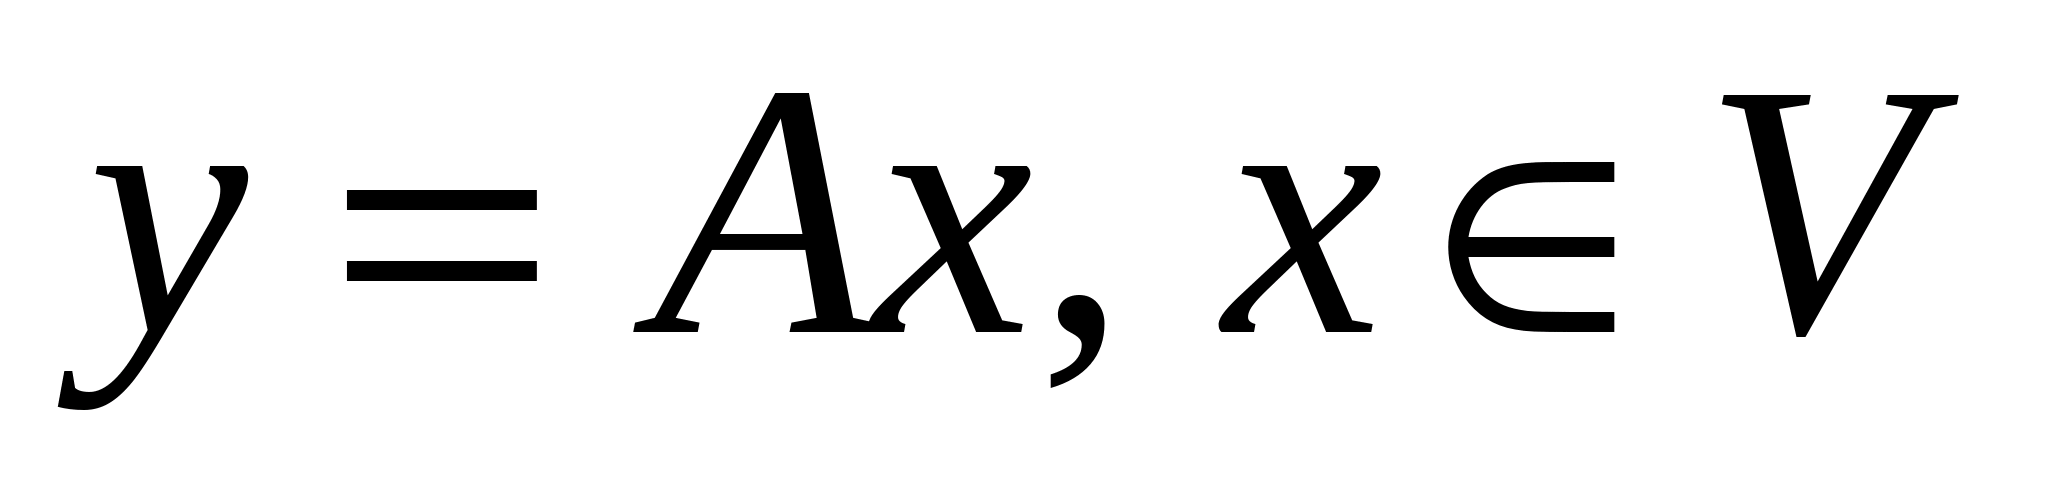 y = Ax, x ∈ V